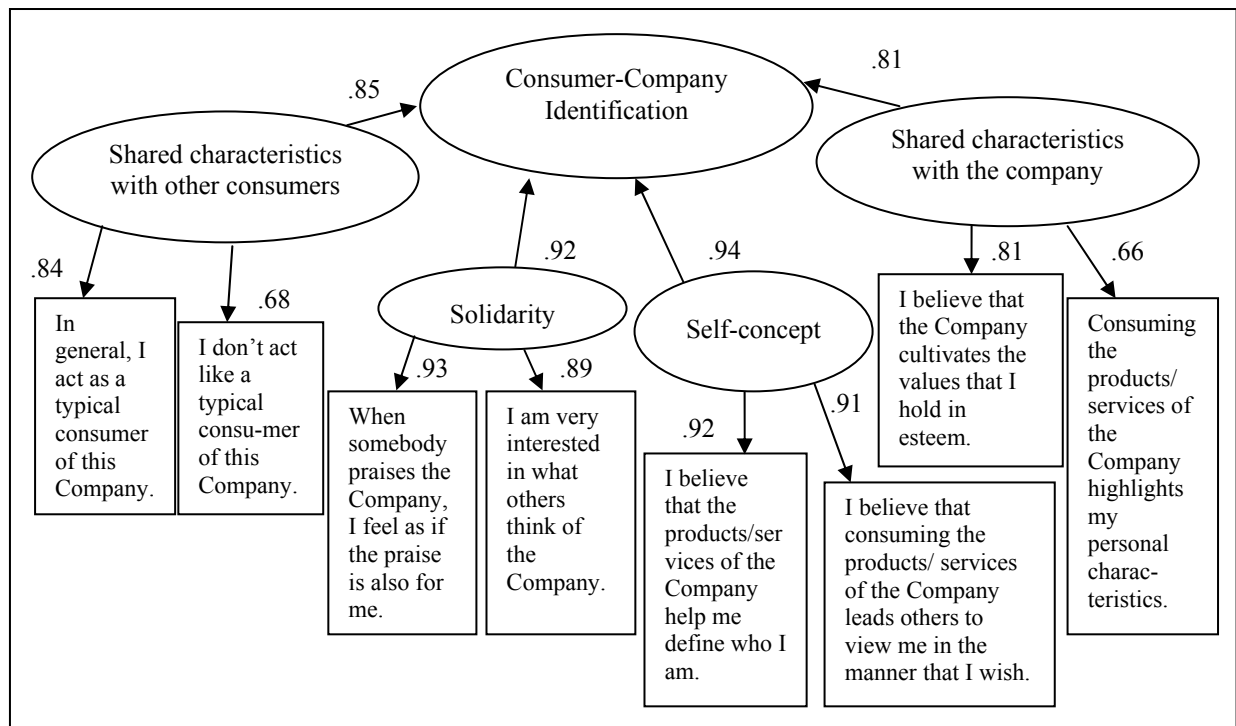 Consumer-Company
Identification
.85
.81
Shared characteristics
with other consumers
Shared characteristics
with the company
.84
.68
.92
.94
.81
.66
Solidarity
Self-concept
.93
.89
.92
.91
In
general, I
act as a
typical
consumer
of this
Company.
I don’t act
like a
typical
consu-mer
of this
Company.
When
somebody
praises the
Company,
I feel as if
the praise
is also for
me.
I am very
interested
in what
others
think of
the
Company.
I believe
that the
products/ser
vices of the
Company
help me
define who I
am.
I believe that
consuming the
products/ services
of the Company
leads others to
view me in the
manner that I wish.
I believe that
the Company
cultivates the
values that I
hold in
esteem.
Consuming
the
products/
services of
the
Company
highlights
my
personal
charac-
teristics.